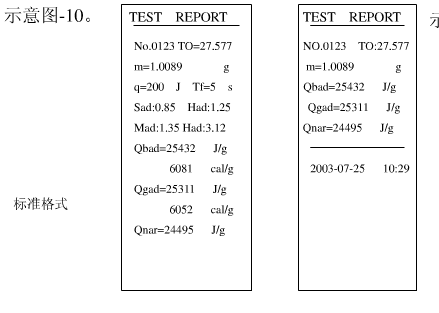 示意图-10。
TEST REPORT
No.0123 TO=27.577
m=1.0089 g
q=200 J Tf=5 s
Sad:0.85 Had:1.25
Mad:1.35 Had:3.12
Qbad=25432 J/g
6081 cal/g
Qgad=25311 J/g
6052 cal/g
Qnar=24495 J/g
标准格式
TEST REPORT
NO.0123 TO:27.577
m=1.0089 g
Qbad=25432 J/g
Qgad=25311 J/g
Qnar=24495 J/g
2003-07-25 10:29